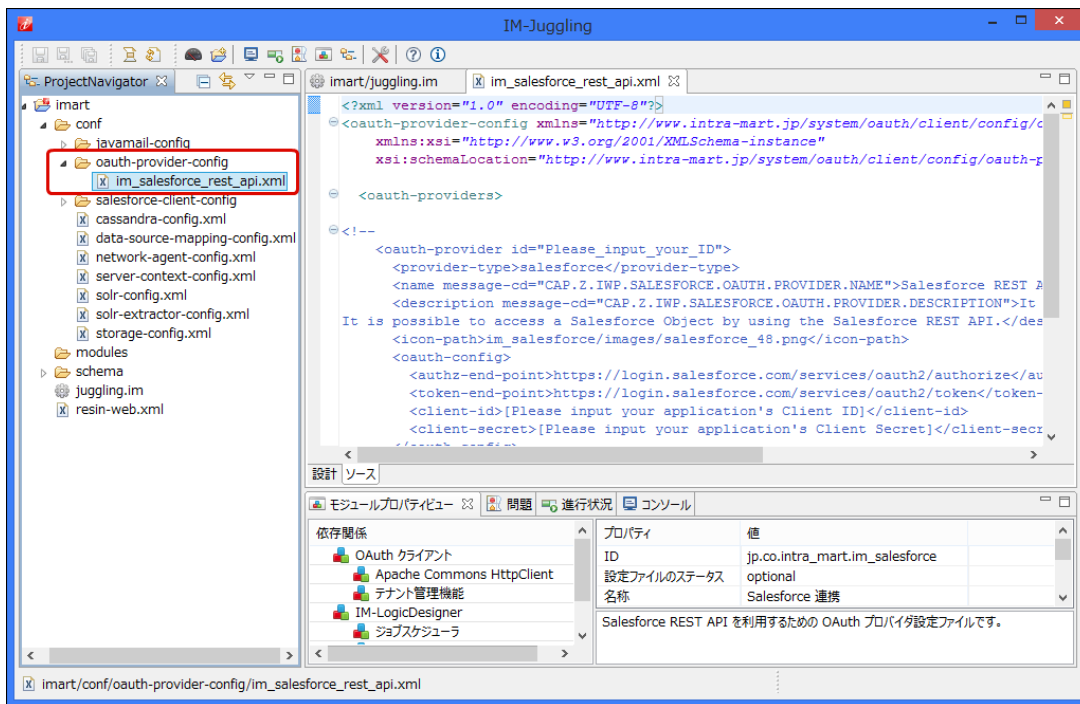 IM-Juggling
ProjectNavigator
imart
conf
javamail-config
oauth-provider-config
im_salesforce_rest_api.xml
salesforce-client-config
cassandra-config.xml
data-source-mapping-config.xml
network-agent-config.xml
server-context-config.xml
solr-config.xml
solr-extractor-config.xml
storage-config.xml
modules
schema
juggling.im
resin-web.xml
imart/juggling.im
im_salesforce_rest_api.xml
<?xml version="1.0" encoding="UTF-8"?>
<oauth-provider-config xmlns="http://www.intra-mart.jp/system/oauth/client/config/c
xmlns:xsi="http://www.w3.org/2001/XMLSchema-instance"
xsi:schemaLocation="http://www.intra-mart.jp/system/oauth/client/config/oauth-p
<oauth-providers>
<!--
<oauth-provider id="Please_input_your_ID">
<provider-type>salesforce</provider-type>
<name message-cd="CAP.Z.IWP.SALESFORCE.OAUTH.PROVIDER.NAME">Salesforce REST A
<description message-cd="CAP.Z.IWP.SALESFORCE.OAUTH.PROVIDER.DESCRIPTION">It
It is possible to access a Salesforce Object by using the Salesforce REST API.</des
<icon-path>im_salesforce/images/salesforce_48.png</icon-path>
<oauth-config>
<authz-end-point>https://login.salesforce.com/services/oauth2/authorize</au
<token-end-point>https://login.salesforce.com/services/oauth2/token</token-
<client-id>[Please input your application's Client ID]</client-id>
<client-secret>[Please input your application's Client Secret]</client-secr
設計 ソース
モジュールプロパティビュー 問題 進行状況 コンソール
依存関係
OAuth クライアント
Apache Commons HttpClient
テナント管理機能
IM-LogicDesigner
ジョブスケジューラ
プロパティ 値
ID jp.co.intra_mart.im_salesforce
設定ファイルのステータス optional
名称 Salesforce 連携
Salesforce REST API を利用するための OAuth プロバイダ設定ファイルです。
imart/conf/oauth-provider-config/im_salesforce_rest_api.xml